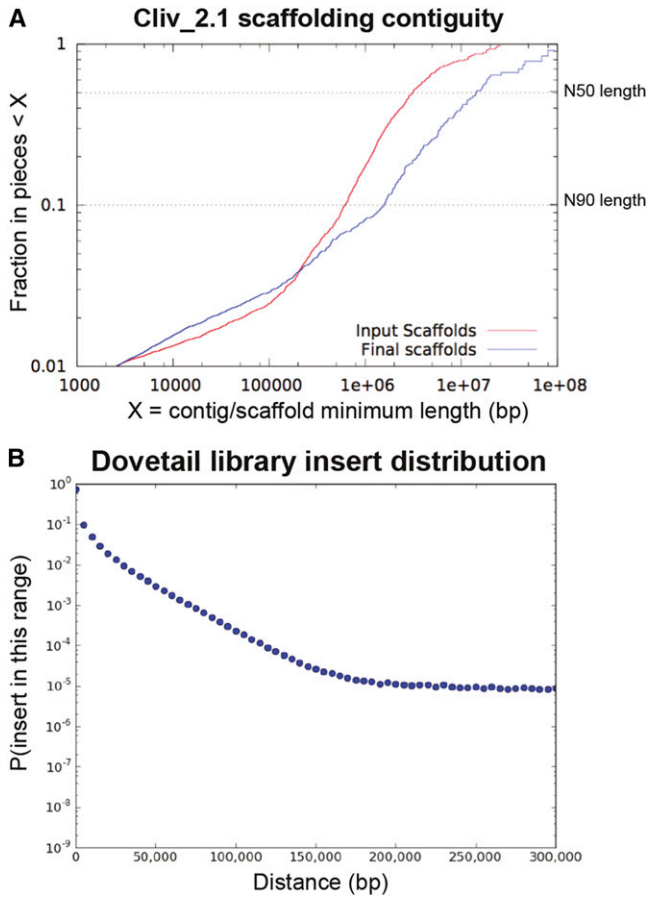 A
Cliv_2.1 scaffolding contiguity
Fraction in pieces < X
1
0.1
0.01
N50 length
N90 length
Input Scaffolds
Final scaffolds
1000 10000 100000 1e+06 1e+07 1e+08
X = contig/scaffold minimum length (bp)
B
Dovetail library insert distribution
P(insert in this range)
10^0
10^-1
10^-2
10^-3
10^-4
10^-5
10^-6
10^-7
10^-8
10^-9
0 50,000 100,000 150,000 200,000 250,000 300,000
Distance (bp)